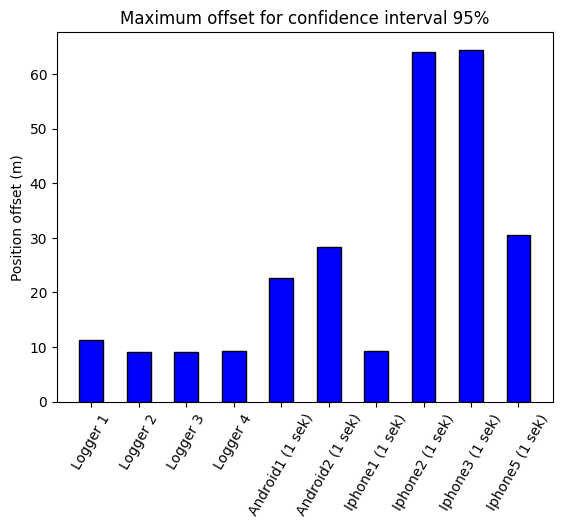 Maximum offset for confidence interval 95%
Position offset (m)
60
50
40
30
20
10
0
Logger 1
Logger 2
Logger 3
Logger 4
Android1 (1 sek)
Android2 (1 sek)
Iphone1 (1 sek)
Iphone2 (1 sek)
Iphone3 (1 sek)
Iphone5 (1 sek)